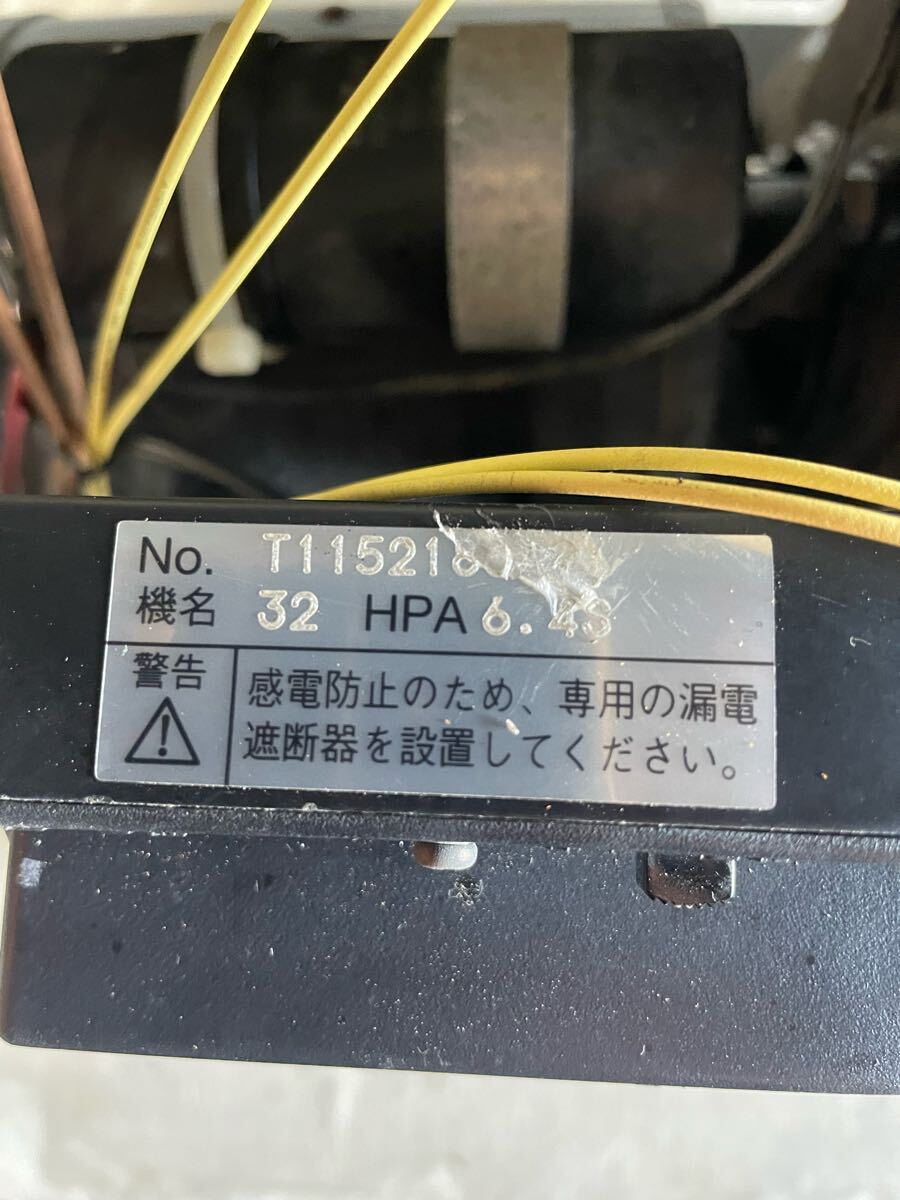 No. T115216
機名 32 HPA 6.4S
警告
感電防止のため、専用の漏電
遮断器を設置してください。